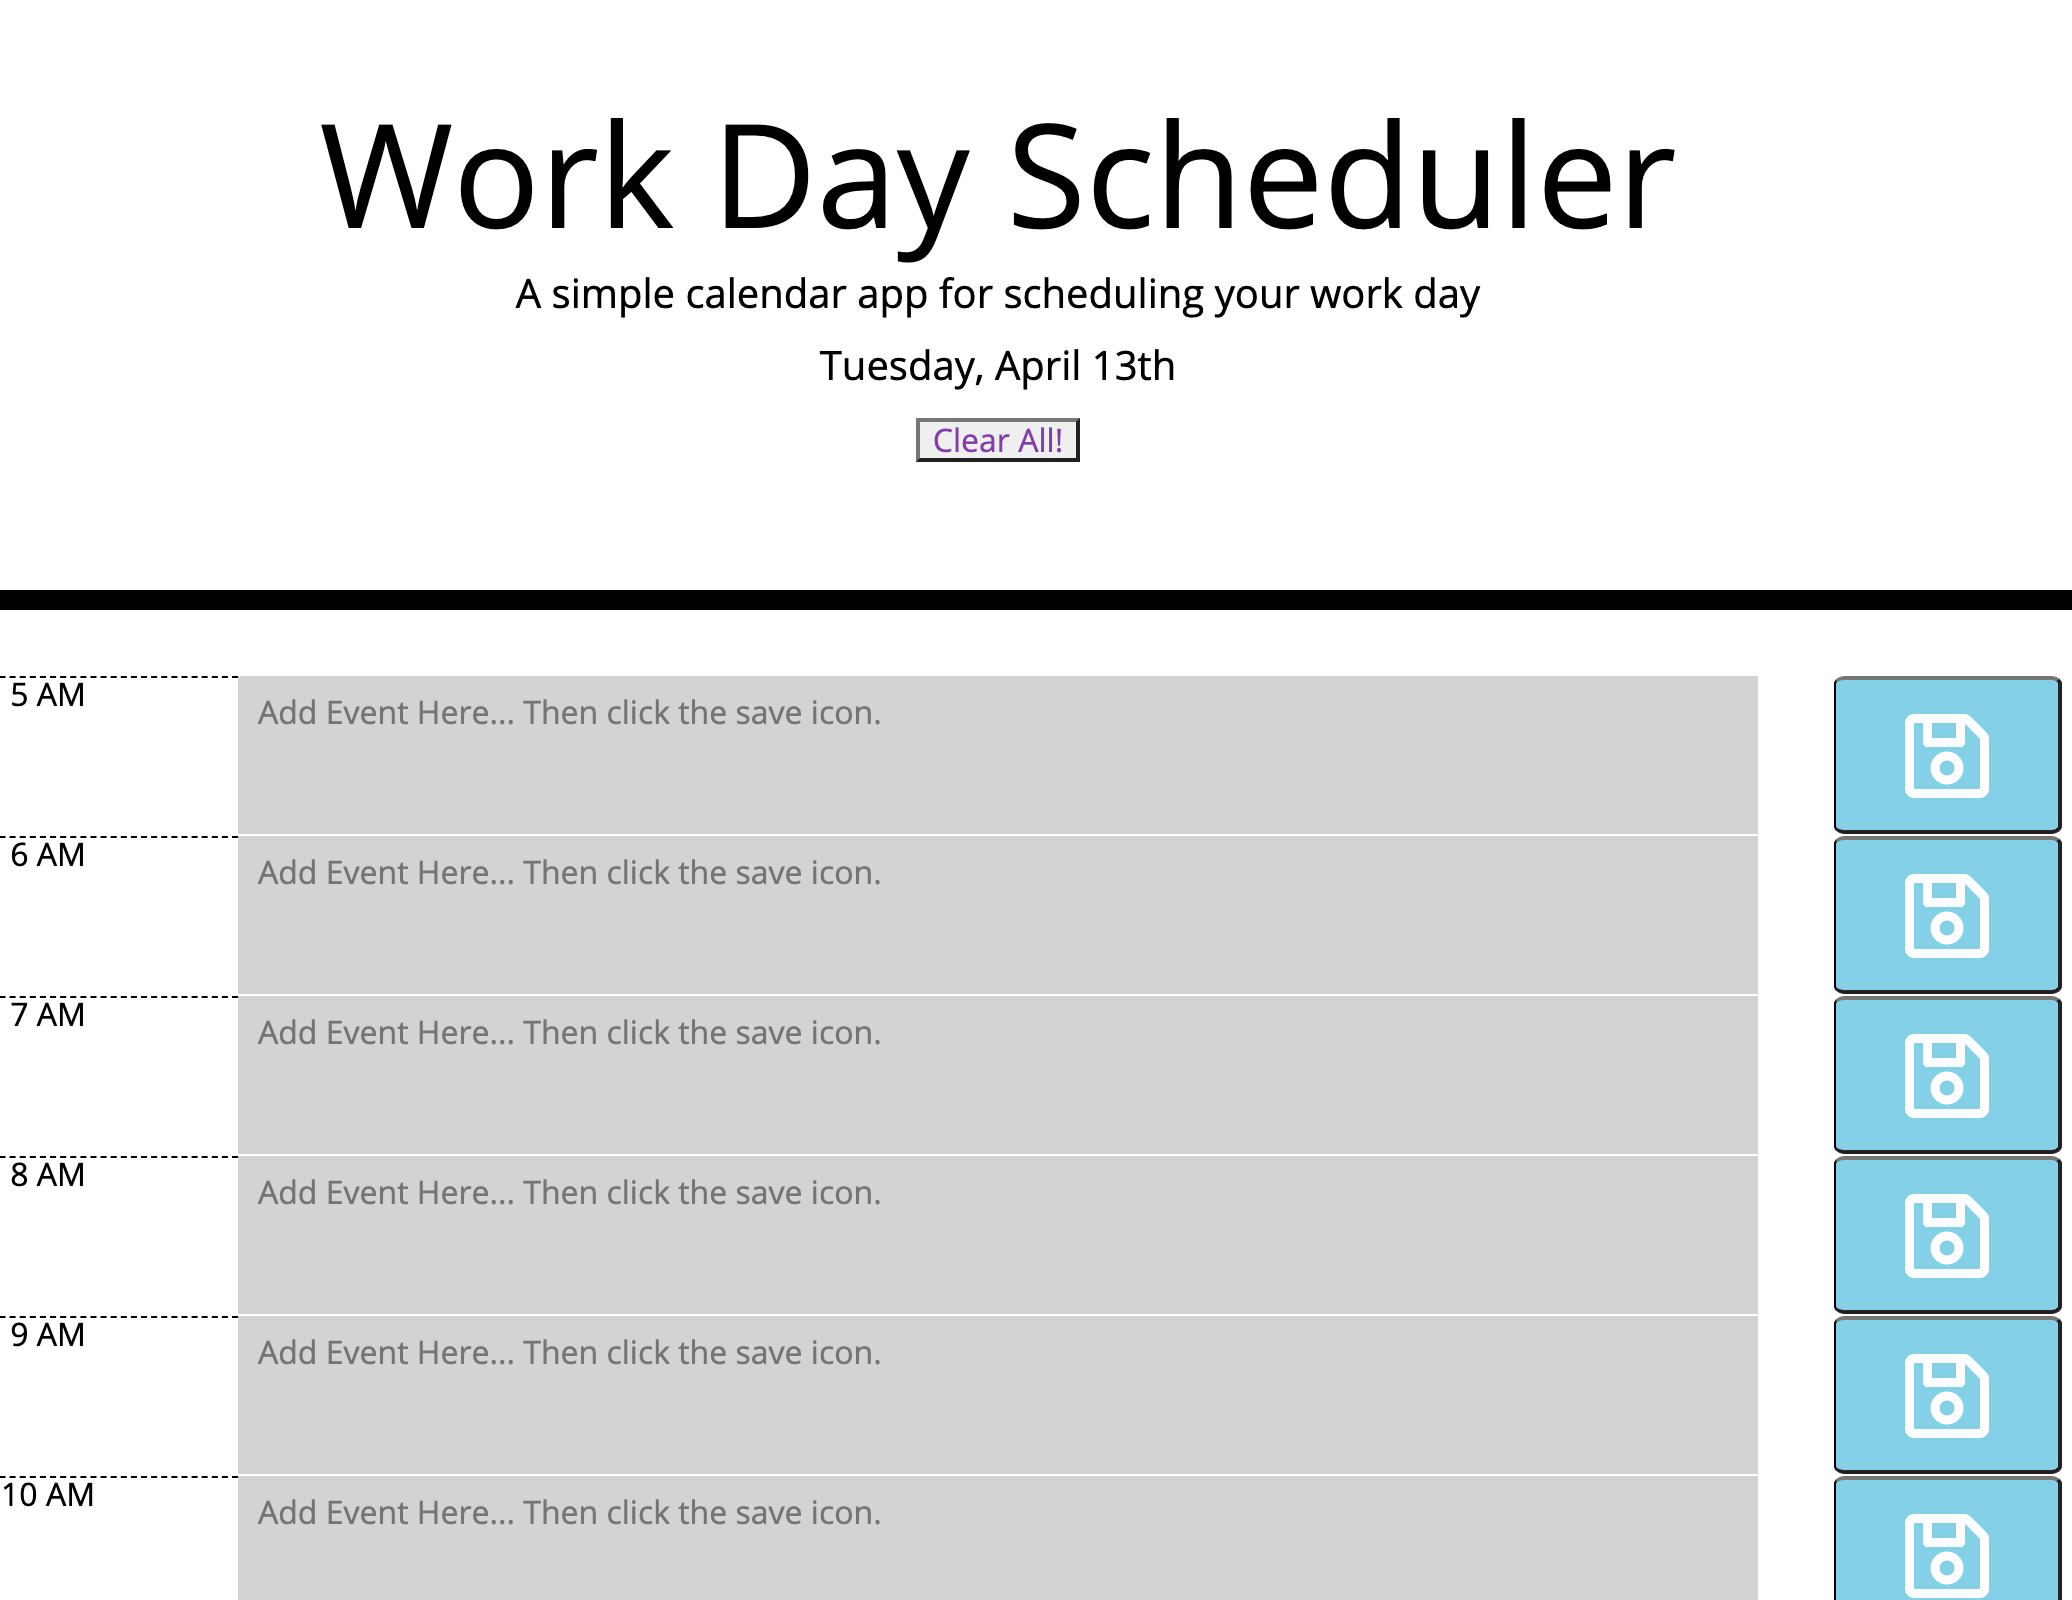 Work Day Scheduler
A simple calendar app for scheduling your work day
Tuesday, April 13th
Clear All!
5 AM
Add Event Here... Then click the save icon.
6 AM
Add Event Here... Then click the save icon.
7 AM
Add Event Here... Then click the save icon.
8 AM
Add Event Here... Then click the save icon.
9 AM
Add Event Here... Then click the save icon.
10 AM
Add Event Here... Then click the save icon.